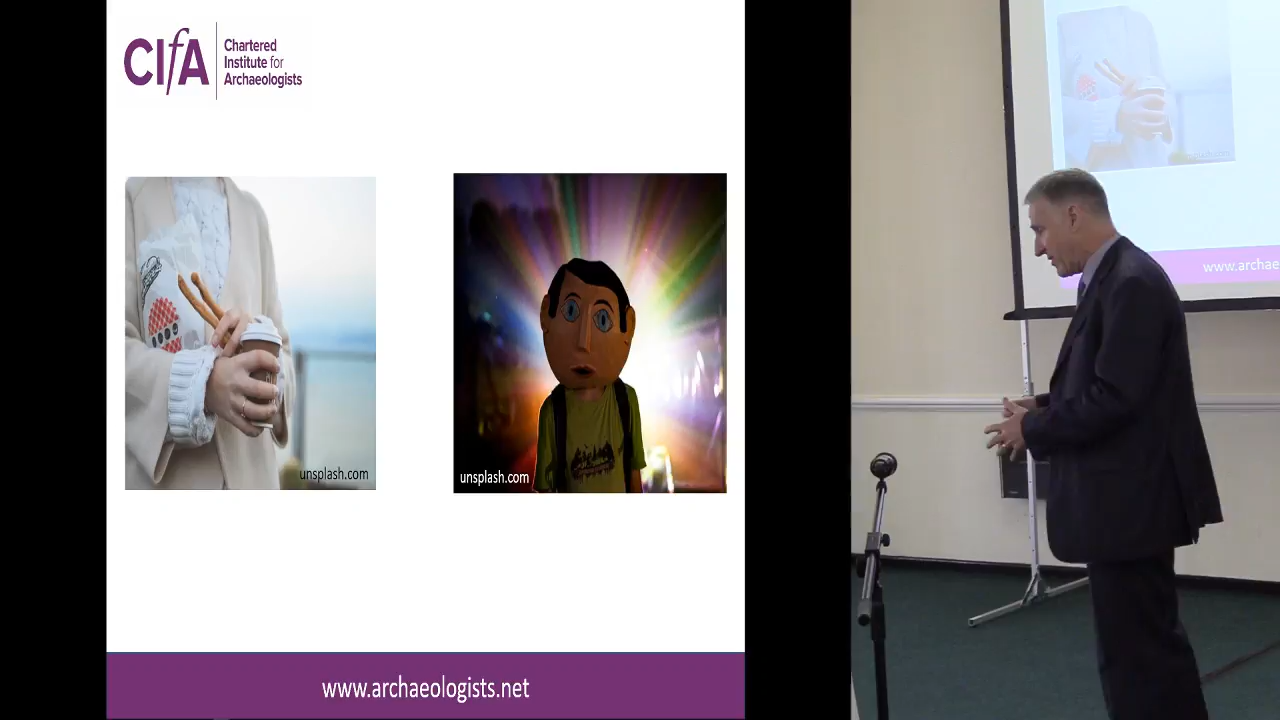 CIfA
Chartered
Institute for
Archaeologists
unsplash.com
unsplash.com
www.archaeologists.net
www.archae